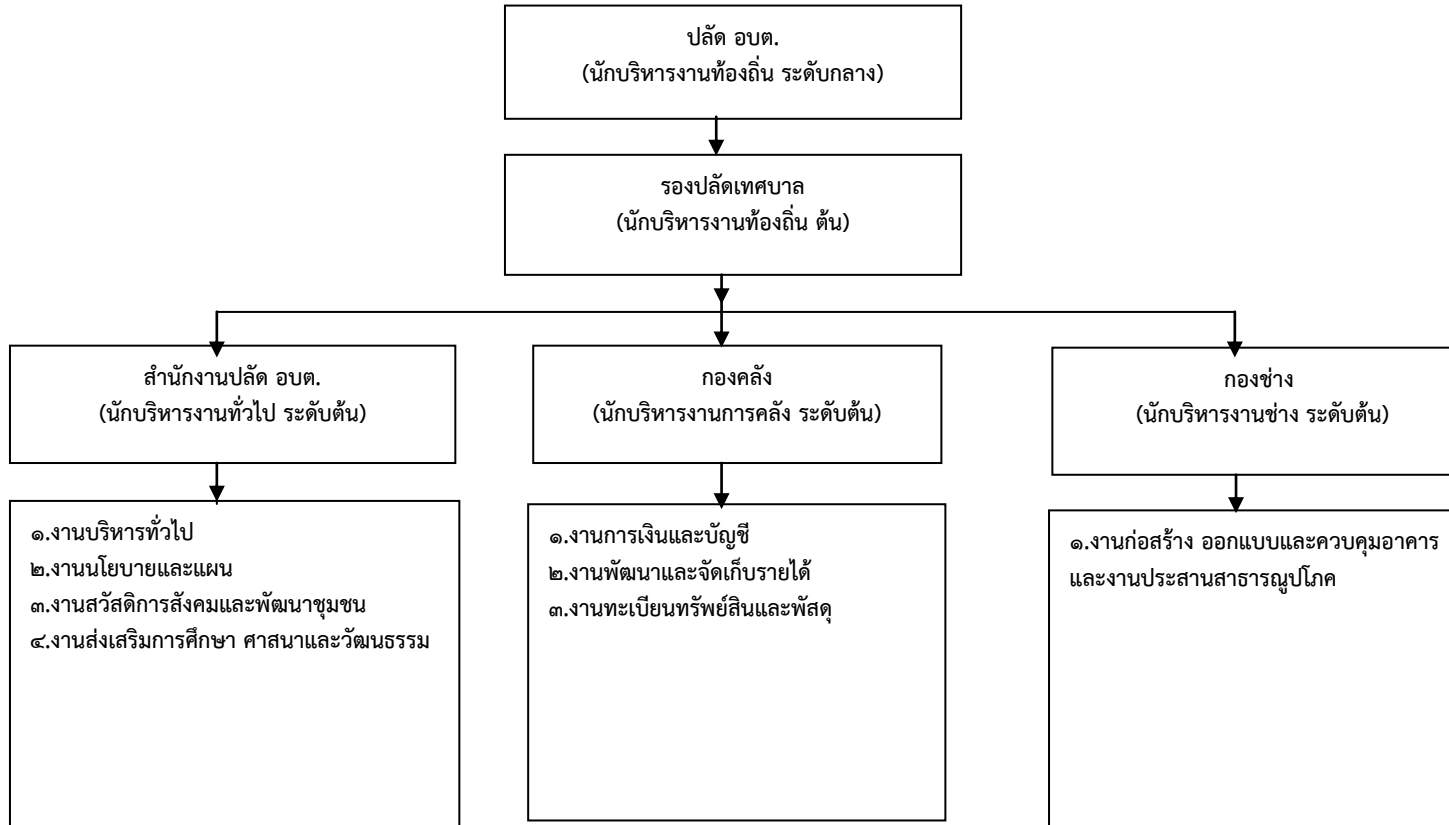 ปลัด อบต.
(นักบริหารงานท้องถิ่น ระดับกลาง)
รองปลัดเทศบาล
(นักบริหารงานท้องถิ่น ต้น)
สำนักงานปลัด อบต.
(นักบริหารงานทั่วไป ระดับต้น)
กองคลัง
(นักบริหารงานการคลัง ระดับต้น)
กองช่าง
(นักบริหารงานช่าง ระดับต้น)
๑.งานบริหารทั่วไป
๒.งานนโยบายและแผน
๓.งานสวัสดิการสังคมและพัฒนาชุมชน
๔.งานส่งเสริมการศึกษา ศาสนาและวัฒนธรรม
๑.งานการเงินและบัญชี
๒.งานพัฒนาและจัดเก็บรายได้
๓.งานทะเบียนทรัพย์สินและพัสดุ
๑.งานก่อสร้าง ออกแบบและควบคุมอาคาร
และงานประสานสาธารณูปโภค